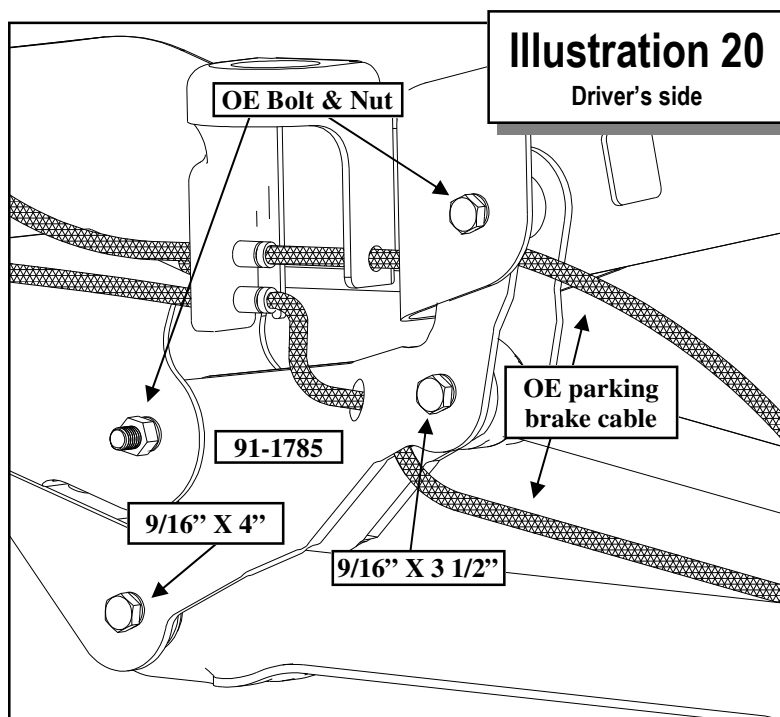 Illustration 20
Driver’s side
OE Bolt & Nut
OE parking
brake cable
91-1785
9/16” X 4”
9/16” X 3 1/2”